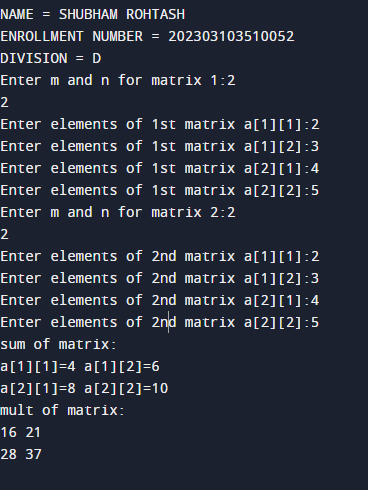 NAME = SHUBHAM ROHTASH
ENROLLMENT NUMBER = 202303103510052
DIVISION = D
Enter m and n for matrix 1:2
2
Enter elements of 1st matrix a[1][1]:2
Enter elements of 1st matrix a[1][2]:3
Enter elements of 1st matrix a[2][1]:4
Enter elements of 1st matrix a[2][2]:5
Enter m and n for matrix 2:2
2
Enter elements of 2nd matrix a[1][1]:2
Enter elements of 2nd matrix a[1][2]:3
Enter elements of 2nd matrix a[2][1]:4
Enter elements of 2nd matrix a[2][2]:5
sum of matrix:
a[1][1]=4 a[1][2]=6
a[2][1]=8 a[2][2]=10
mult of matrix:
16 21
28 37